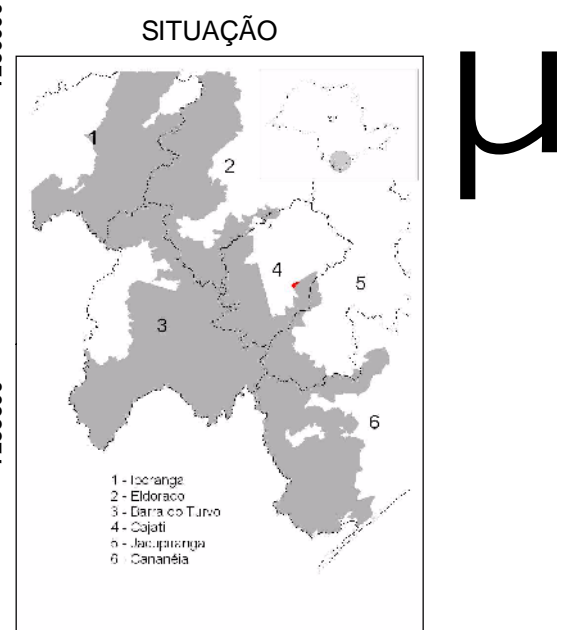 SITUAÇÃO
µ
1
2
4
5
3
6
1 - Iporanga
2 - Eldorado
3 - Barra do Turvo
4 - Cajati
5 - Jacupiranga
6 - Cananéia